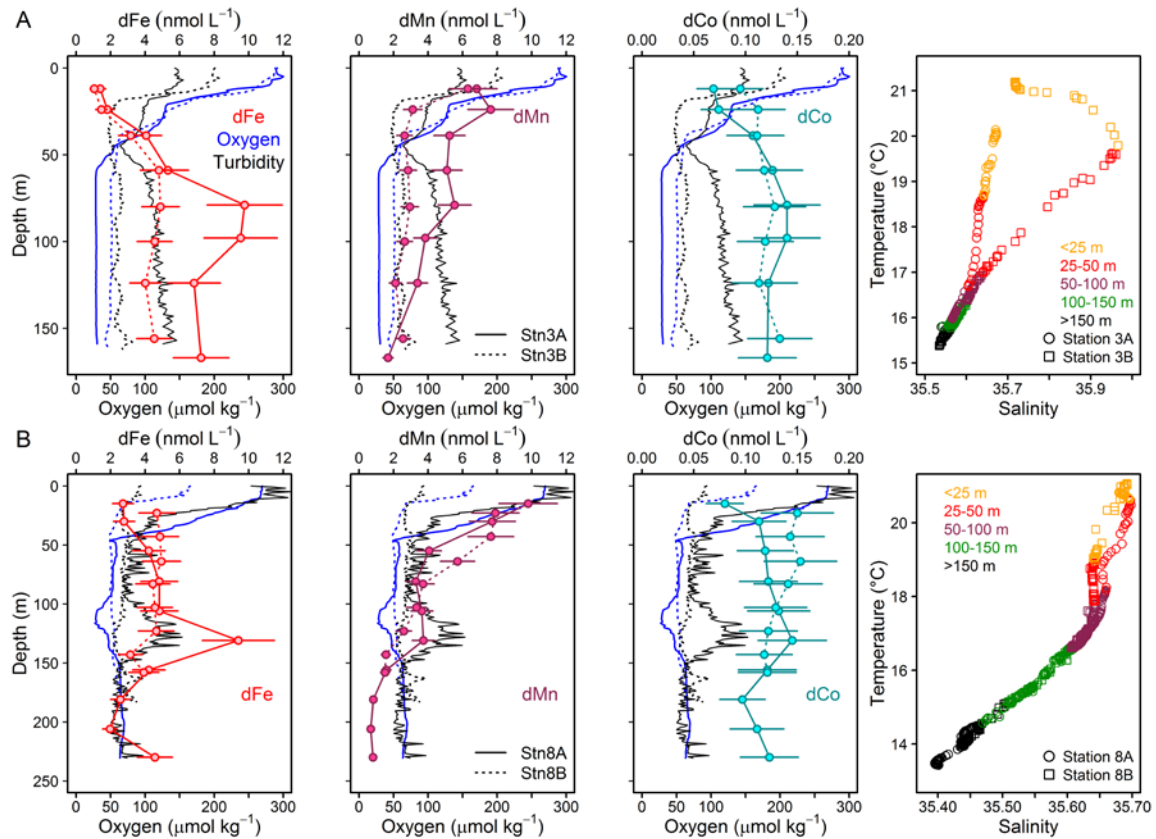 A
dFe (nmol L⁻¹)
0 2 4 6 8 10 12
dMn (nmol L⁻¹)
0 2 4 6 8 10
dCo (nmol L⁻¹)
0.00 0.05 0.10 0.15 0.20
Depth (m)
0
50
100
150
dFe
Oxygen
Turbidity
dMn
Stn3A
Stn3B
dCo
0 50 100 200 300
Oxygen (μmol kg⁻¹)
0 50 100 200 300
Oxygen (μmol kg⁻¹)
0 50 100 200 300
Oxygen (μmol kg⁻¹)
Temperature (°C)
21
20
19
18
17
16
15
<25 m
25-50 m
50-100 m
100-150 m
>150 m
Station 3A
Station 3B
35.5 35.7 35.9
Salinity
B
dFe (nmol L⁻¹)
0 2 4 6 8 10 12
dMn (nmol L⁻¹)
0 2 4 6 8 10
dCo (nmol L⁻¹)
0.00 0.05 0.10 0.15 0.20
Depth (m)
0
50
100
150
200
250
dFe
dMn
Stn8A
Stn8B
dCo
0 50 100 200 300
Oxygen (μmol kg⁻¹)
0 50 100 200 300
Oxygen (μmol kg⁻¹)
0 50 100 200 300
Oxygen (μmol kg⁻¹)
Temperature (°C)
20
18
16
14
<25 m
25-50 m
50-100 m
100-150 m
>150 m
Station 8A
Station 8B
35.40 35.50 35.60 35.70
Salinity